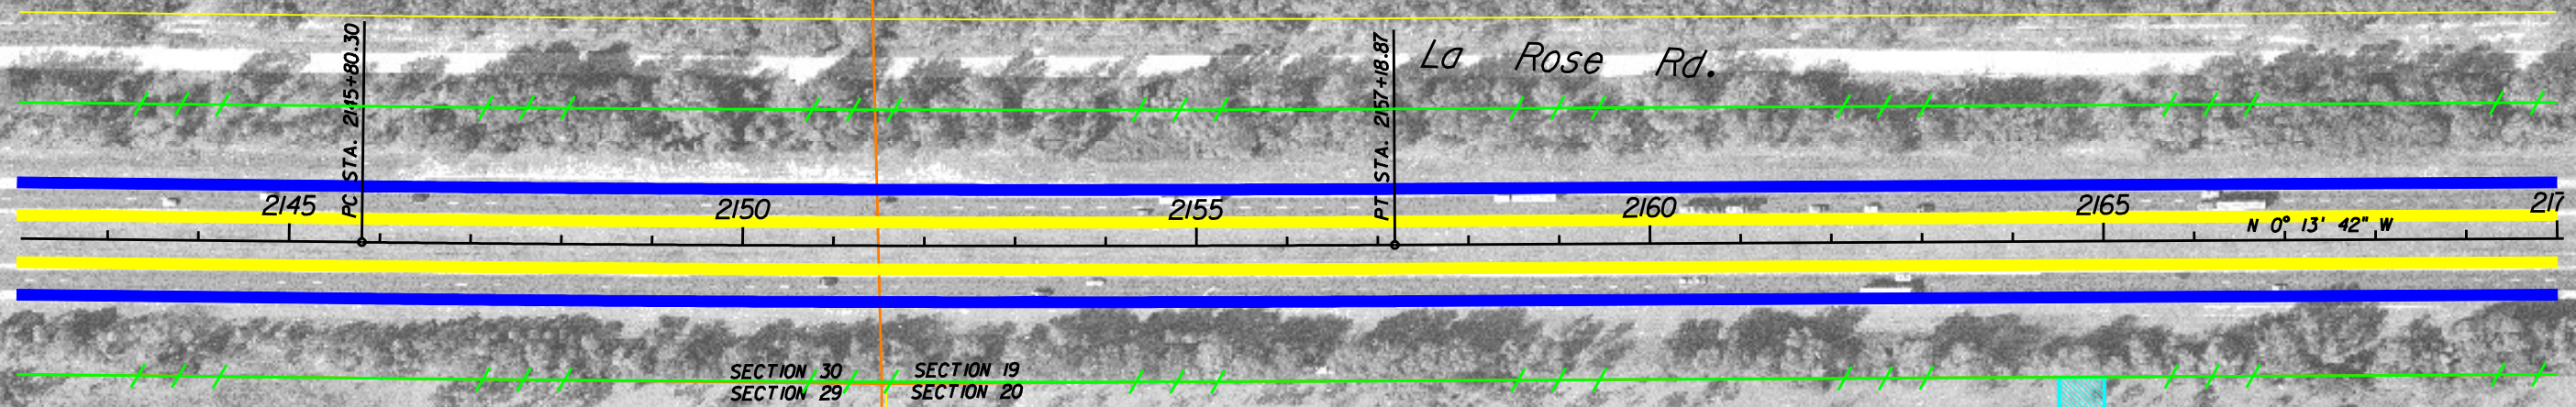 La Rose Rd.
PC STA. 2145+80.30
PT STA. 2157+18.87
2145 2150 2155 2160 2165 217
N 0° 13' 42" W
SECTION 30 SECTION 19
SECTION 29 SECTION 20